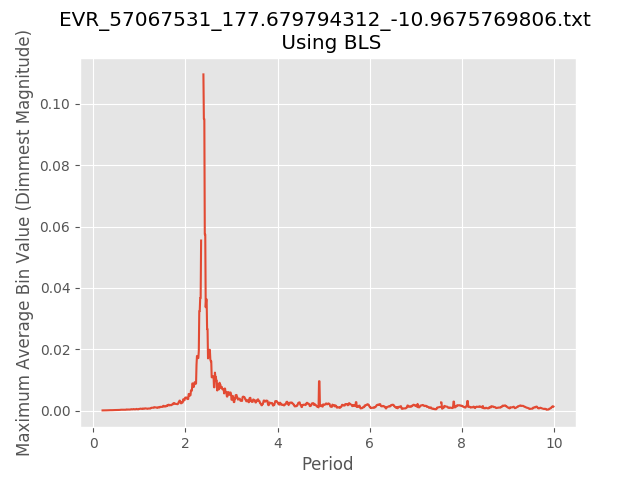 EVR_57067531_177.679794312_-10.9675769806.txt
Using BLS
Maximum Average Bin Value (Dimmest Magnitude)
0.10
0.08
0.06
0.04
0.02
0.00
0 2 4 6 8 10
Period